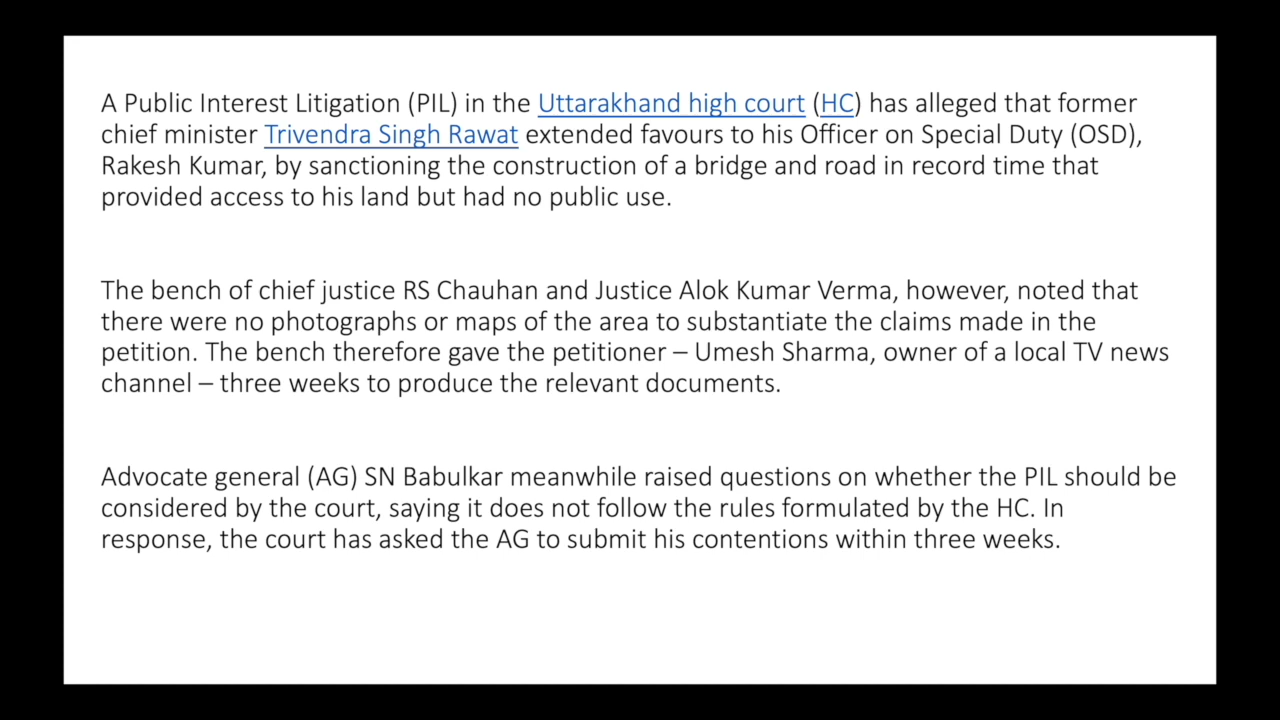 A Public Interest Litigation (PIL) in the Uttarakhand high court (HC) has alleged that former
chief minister Trivendra Singh Rawat extended favours to his Officer on Special Duty (OSD),
Rakesh Kumar, by sanctioning the construction of a bridge and road in record time that
provided access to his land but had no public use.
The bench of chief justice RS Chauhan and Justice Alok Kumar Verma, however, noted that
there were no photographs or maps of the area to substantiate the claims made in the
petition. The bench therefore gave the petitioner – Umesh Sharma, owner of a local TV news
channel – three weeks to produce the relevant documents.
Advocate general (AG) SN Babulkar meanwhile raised questions on whether the PIL should be
considered by the court, saying it does not follow the rules formulated by the HC. In
response, the court has asked the AG to submit his contentions within three weeks.